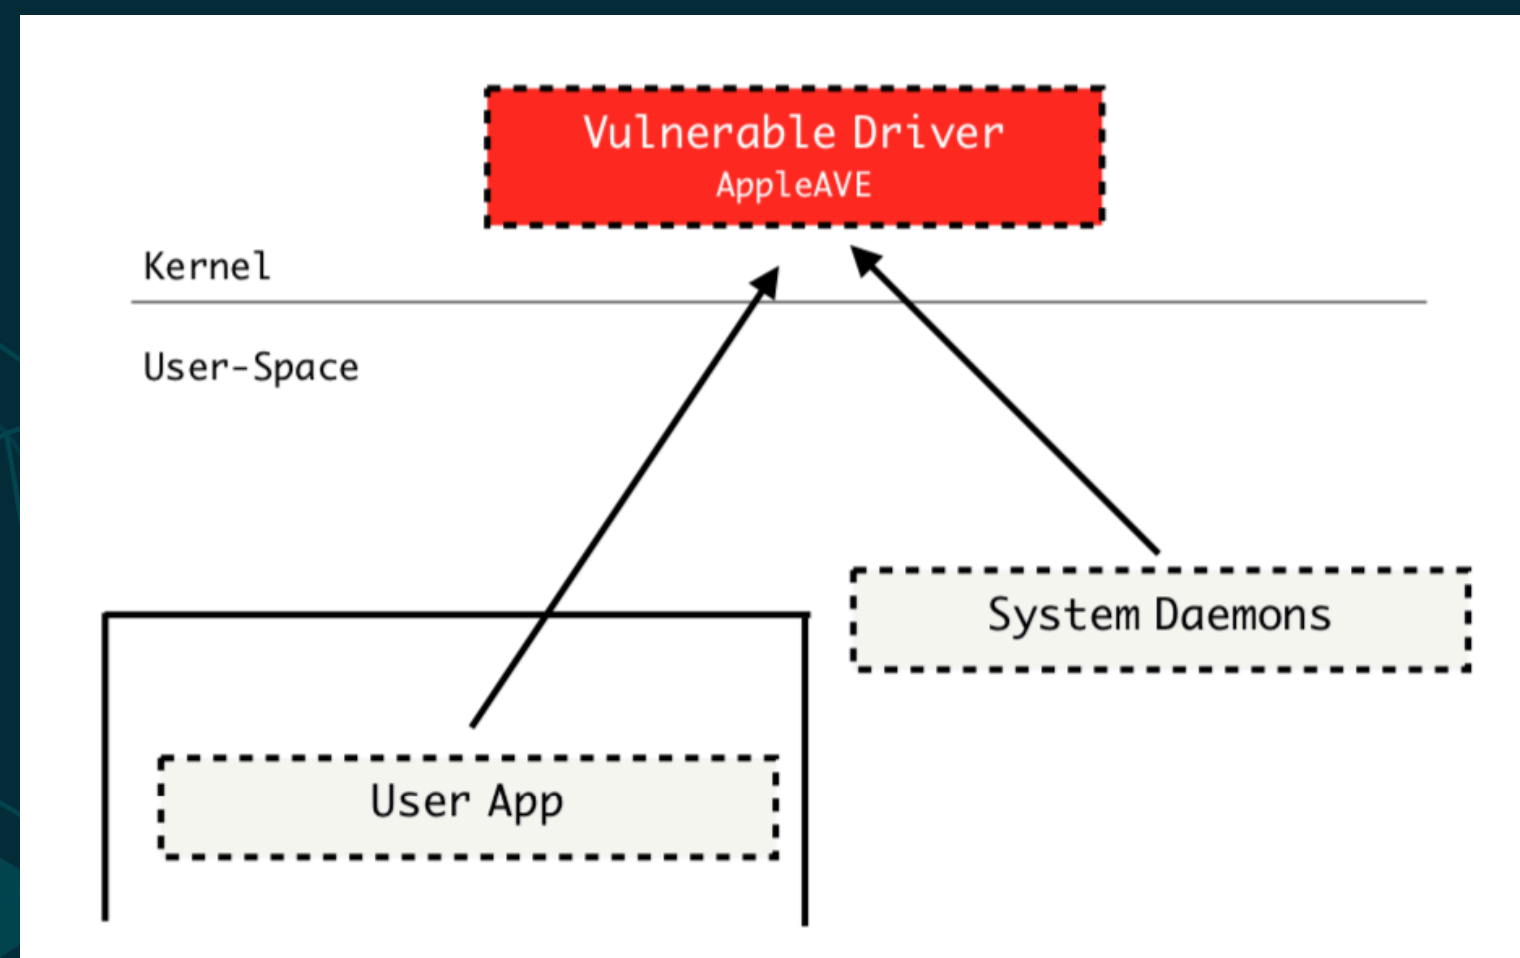 Vulnerable Driver
AppleAVE
Kernel
User-Space
System Daemons
User App